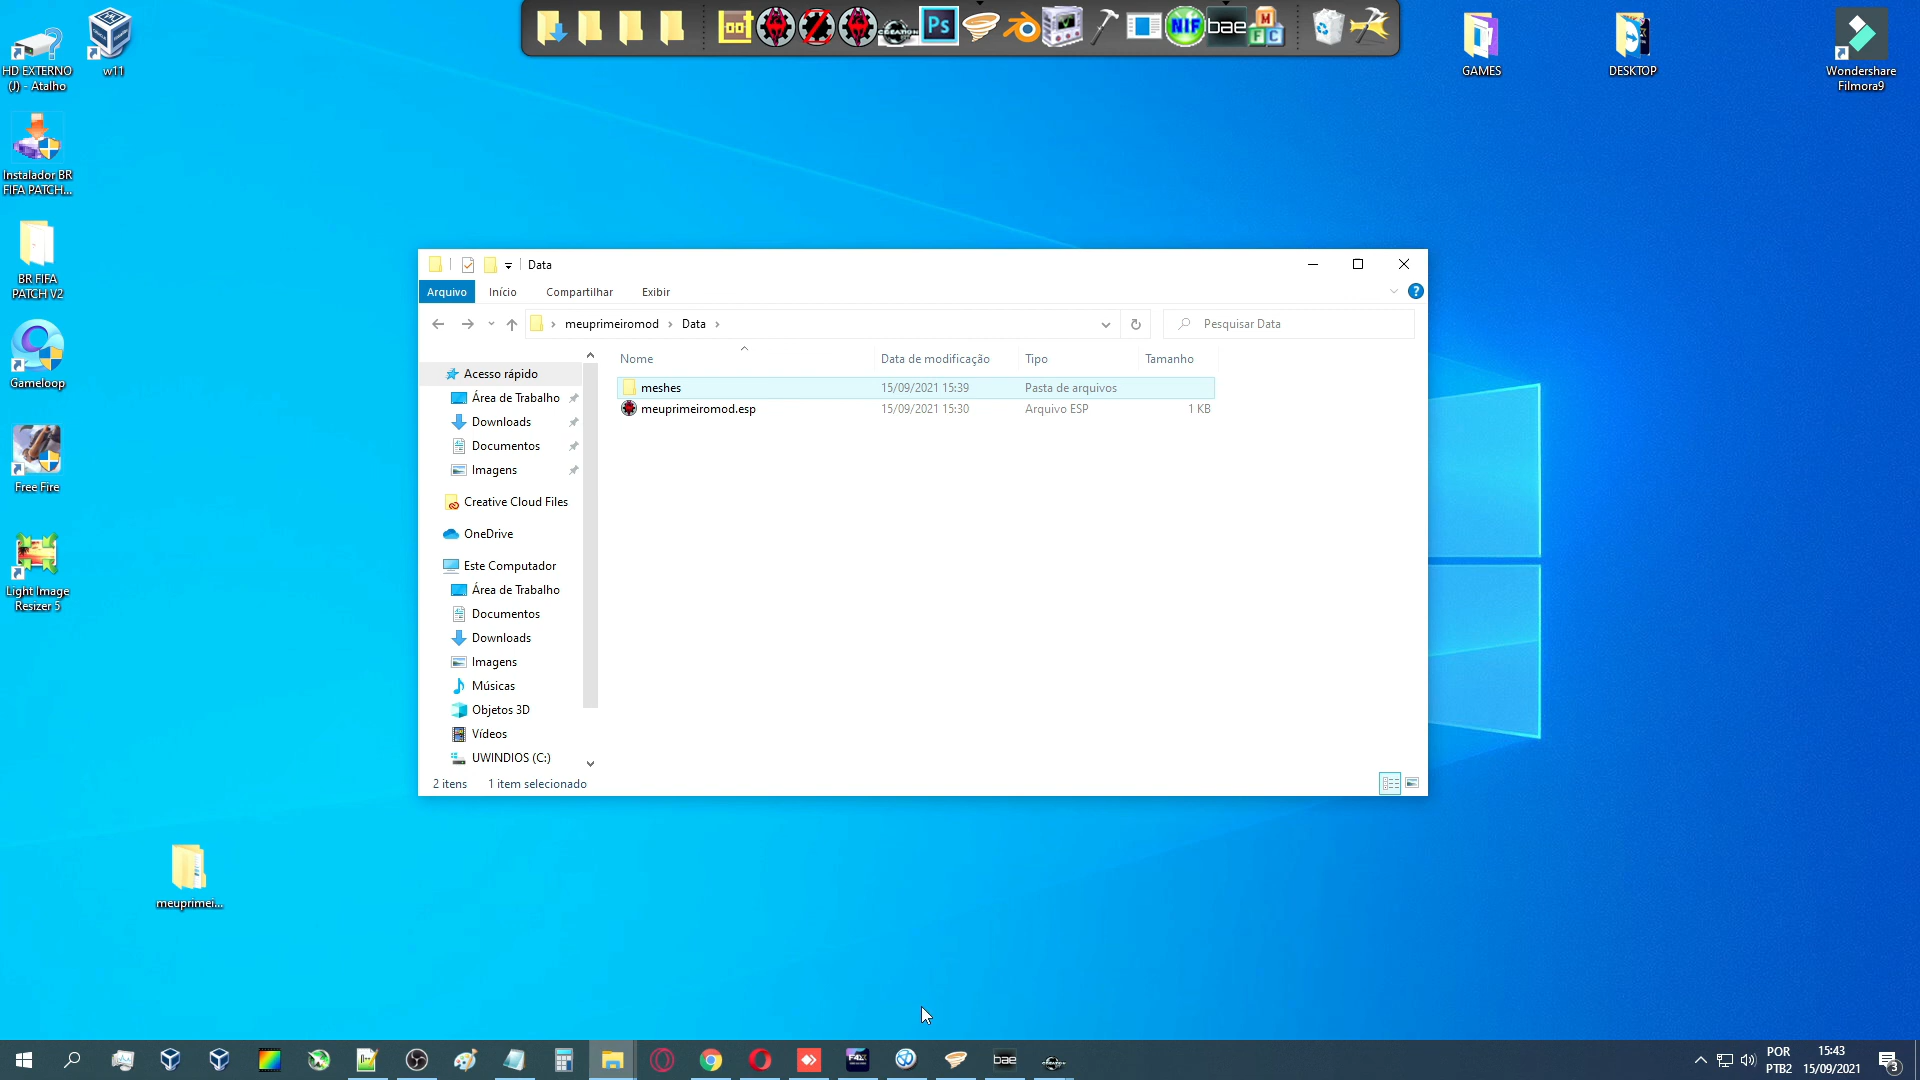 HD EXTERNO
(J) - Atalho
w11
Instalador BR
FIFA PATCH...
BR FIFA
PATCH V2
Gameloop
Free Fire
Light Image
Resizer 5
meuprimei...
loot
CREATION
Ps
NIF
bae
M
F C
GAMES
DESKTOP
Wondershare
Filmora9
Data
Arquivo
Início
Compartilhar
Exibir
?
meuprimeiromod
Data
Pesquisar Data
Nome
Data de modificação
Tipo
Tamanho
meshes
15/09/2021 15:39
Pasta de arquivos
meuprimeiromod.esp
15/09/2021 15:30
Arquivo ESP
1 KB
Acesso rápido
Área de Trabalho
Downloads
Documentos
Imagens
Creative Cloud Files
OneDrive
Este Computador
Área de Trabalho
Documentos
Downloads
Imagens
Músicas
Objetos 3D
Vídeos
UWINDIOS (C:)
2 itens
1 item selecionado
bae
POR
PTB2
15:43
15/09/2021
3